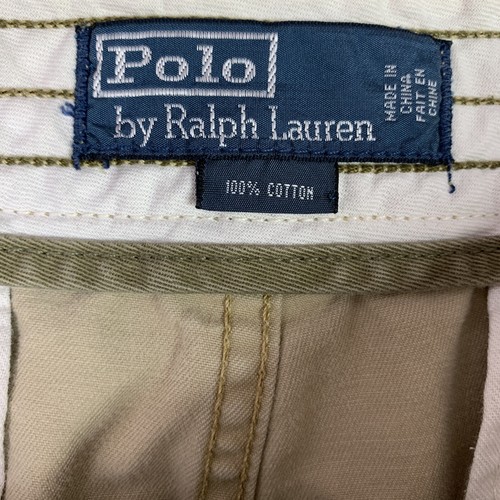 Polo
by Ralph Lauren
MADE IN
CHINA
FAIT EN
CHINE
100% COTTON